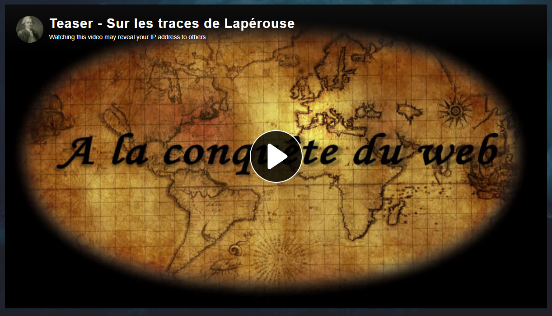 Teaser - Sur les traces de Lapérouse
Watching this video may reveal your IP address to others
A la conquête du web